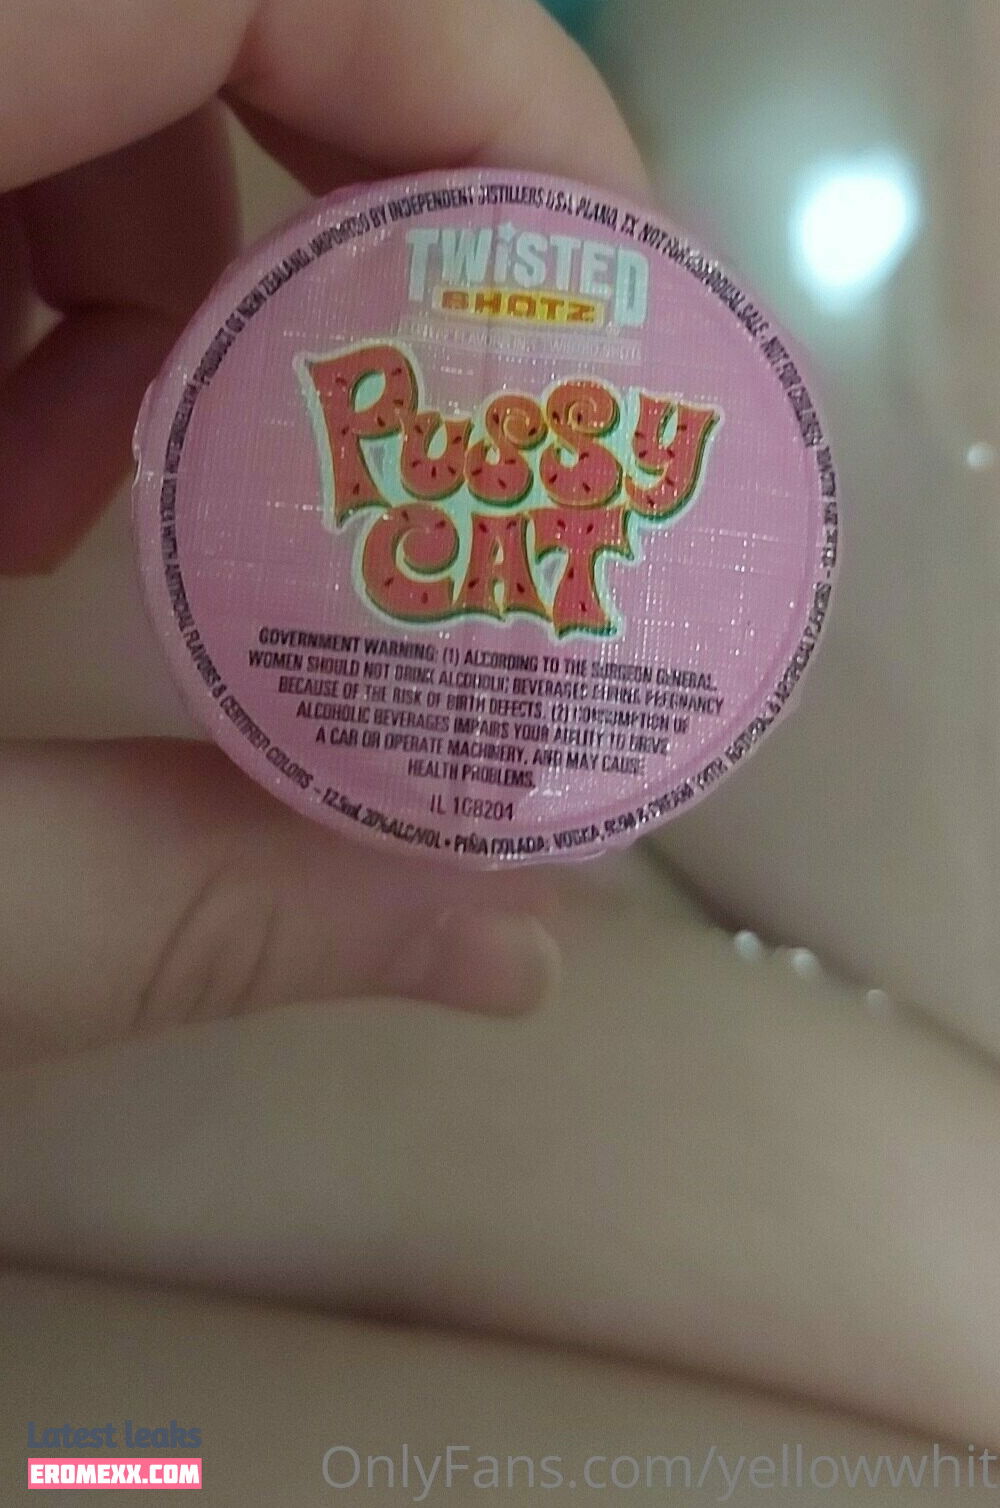 PRODUCT OF NEW ZEALAND. IMPORTED BY INDEPENDENT DISTILLERS USA, PLANO, TX. NOT FOR INDIVIDUAL SALE - NOT FOR CHILDREN
TWiSTED
SHOTZ
PUSSY
CAT
GOVERNMENT WARNING: (1) ACCORDING TO THE SURGEON GENERAL,
WOMEN SHOULD NOT DRINK ALCOHOLIC BEVERAGES DURING PREGNANCY
BECAUSE OF THE RISK OF BIRTH DEFECTS. (2) CONSUMPTION OF
ALCOHOLIC BEVERAGES IMPAIRS YOUR ABILITY TO DRIVE
A CAR OR OPERATE MACHINERY, AND MAY CAUSE
HEALTH PROBLEMS.
IL 1C8204
ARTIFICIAL FLAVORS & CERTIFIED COLORS - 12.5mL 20% ALC/VOL • PIÑA COLADA: VODKA, RUM & CREAM WITH NATURAL & ARTIFICIAL FLAVORS
Latest leaks
EROMEXX.COM
OnlyFans.com/yellowwhit